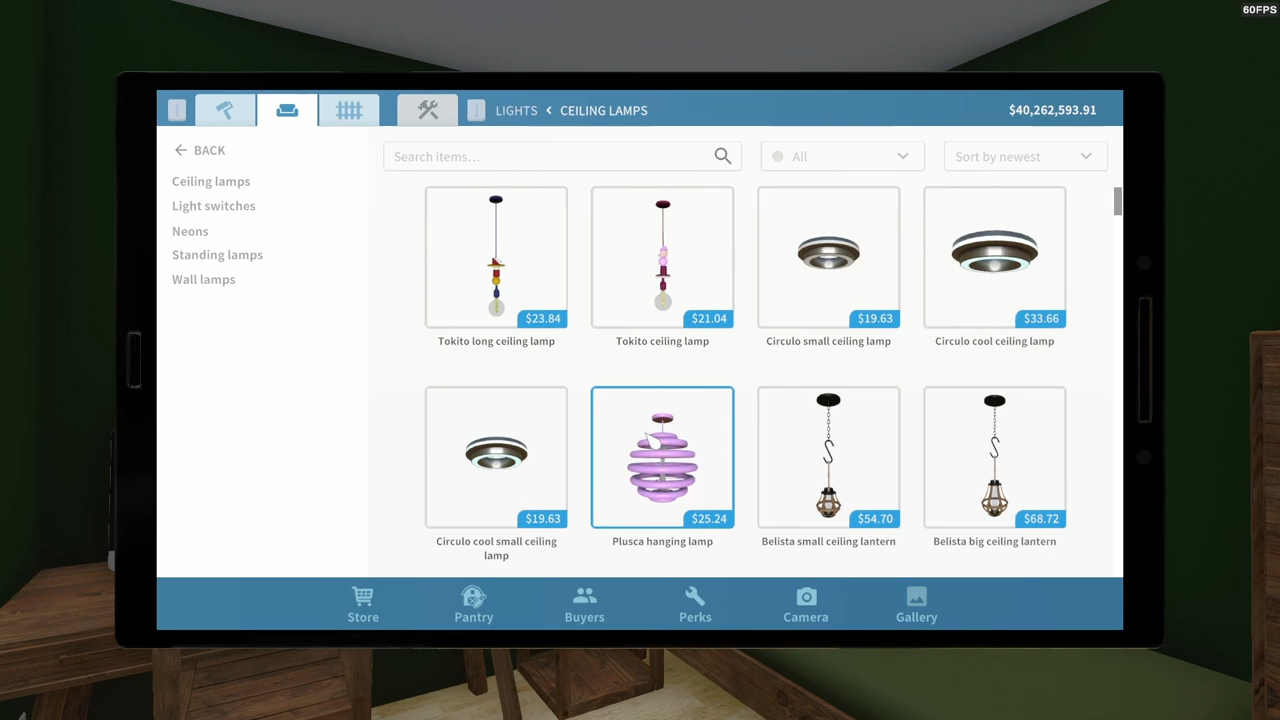 60FPS
LIGHTS < CEILING LAMPS
$40,262,593.91
BACK
Ceiling lamps
Light switches
Neons
Standing lamps
Wall lamps
Search items...
All
Sort by newest
$23.84
$21.04
$19.63
$33.66
Tokito long ceiling lamp
Tokito ceiling lamp
Circulo small ceiling lamp
Circulo cool ceiling lamp
$19.63
$25.24
$54.70
$68.72
Circulo cool small ceiling
lamp
Plusca hanging lamp
Belista small ceiling lantern
Belista big ceiling lantern
Store
Pantry
Buyers
Perks
Camera
Gallery